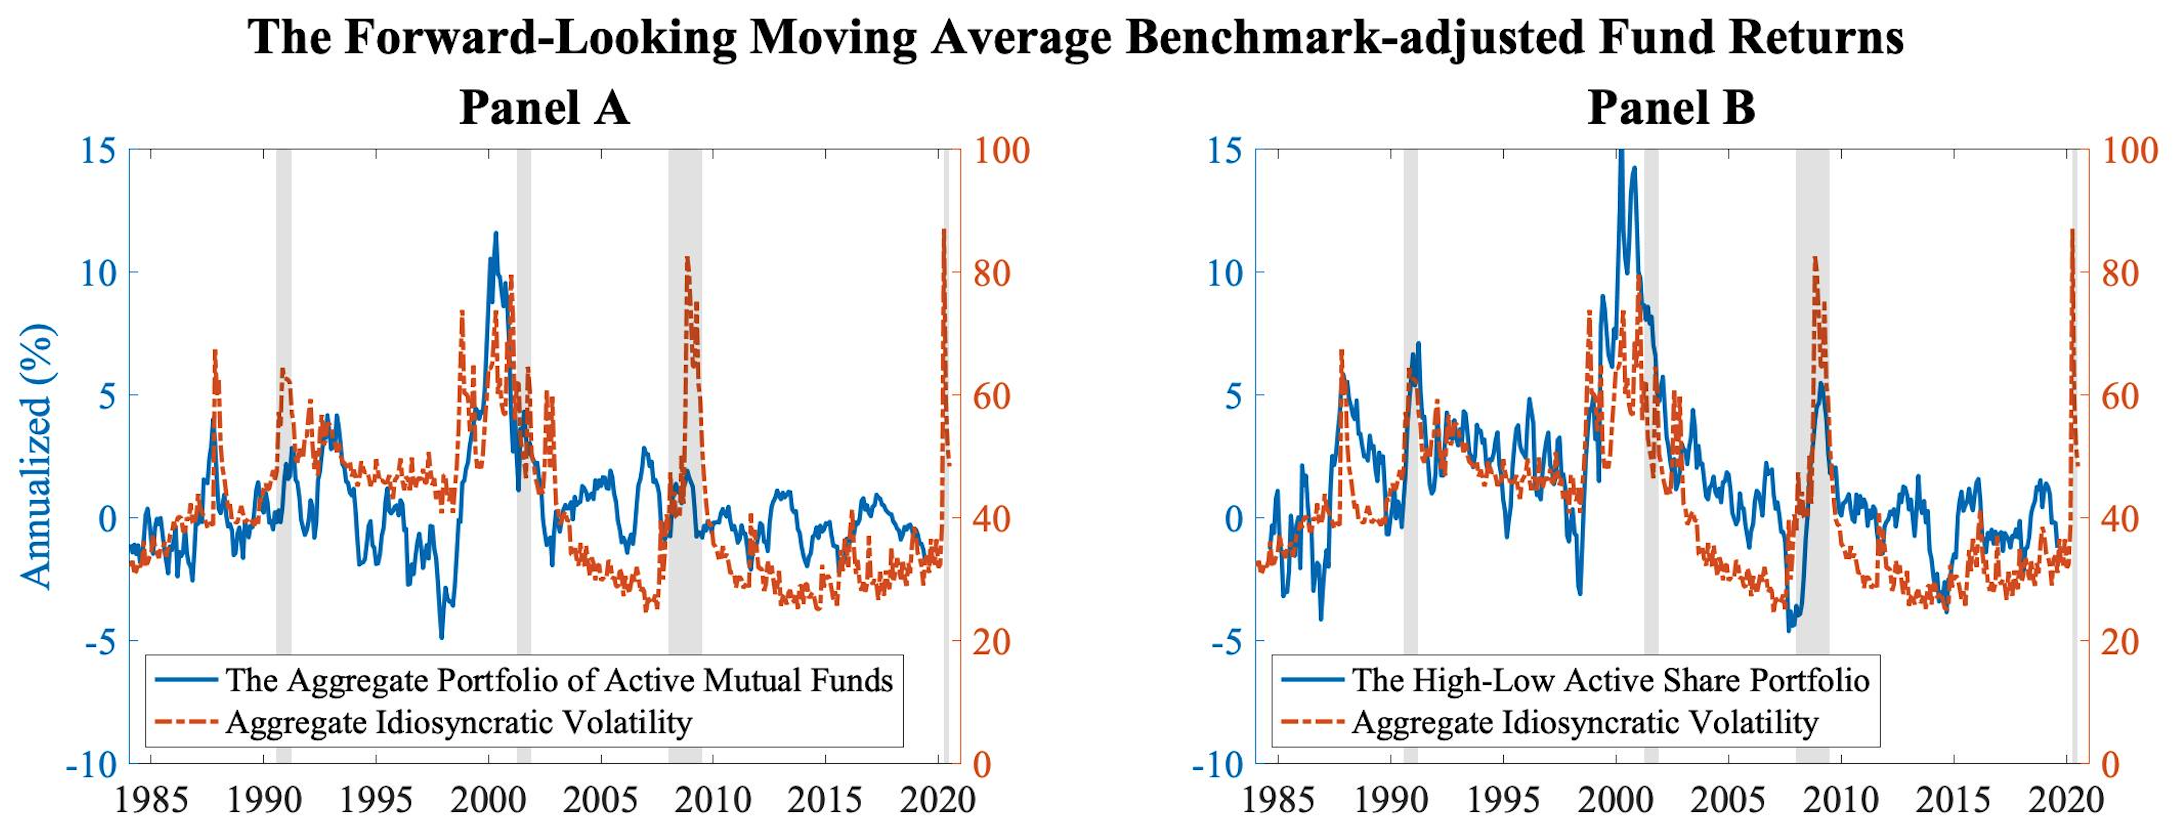 The Forward-Looking Moving Average Benchmark-adjusted Fund Returns
Panel A
15
10
5
0
-5
-10
Annualized (%)
100
80
60
40
20
0
The Aggregate Portfolio of Active Mutual Funds
Aggregate Idiosyncratic Volatility
1985 1990 1995 2000 2005 2010 2015 2020
Panel B
15
10
5
0
-5
-10
100
80
60
40
20
0
The High-Low Active Share Portfolio
Aggregate Idiosyncratic Volatility
1985 1990 1995 2000 2005 2010 2015 2020